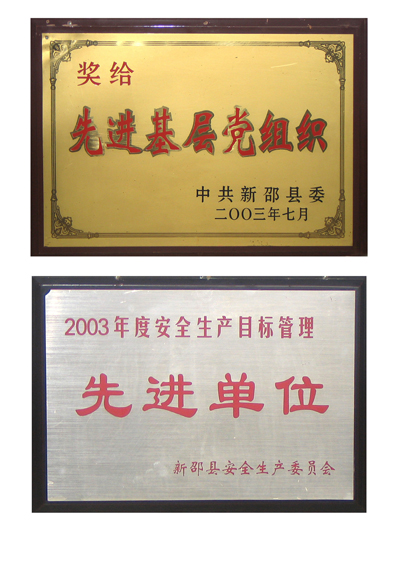 奖给
先进基层党组织
中共新邵县委
二〇〇三年七月
2003年度安全生产目标管理
先进单位
新邵县安全生产委员会